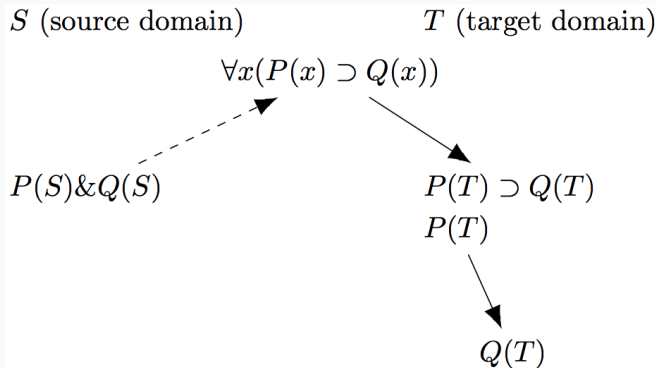 S (source domain) T (target domain)
∀x(P(x) ⊃ Q(x))
P(S)&Q(S) P(T) ⊃ Q(T)
P(T)
Q(T)